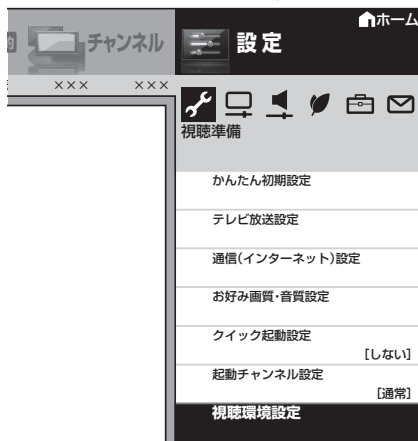 ホーム
チャンネル
設定
××× ×××
視聴準備
かんたん初期設定
テレビ放送設定
通信(インターネット)設定
お好み画質・音質設定
クイック起動設定
[しない]
起動チャンネル設定
[通常]
視聴環境設定